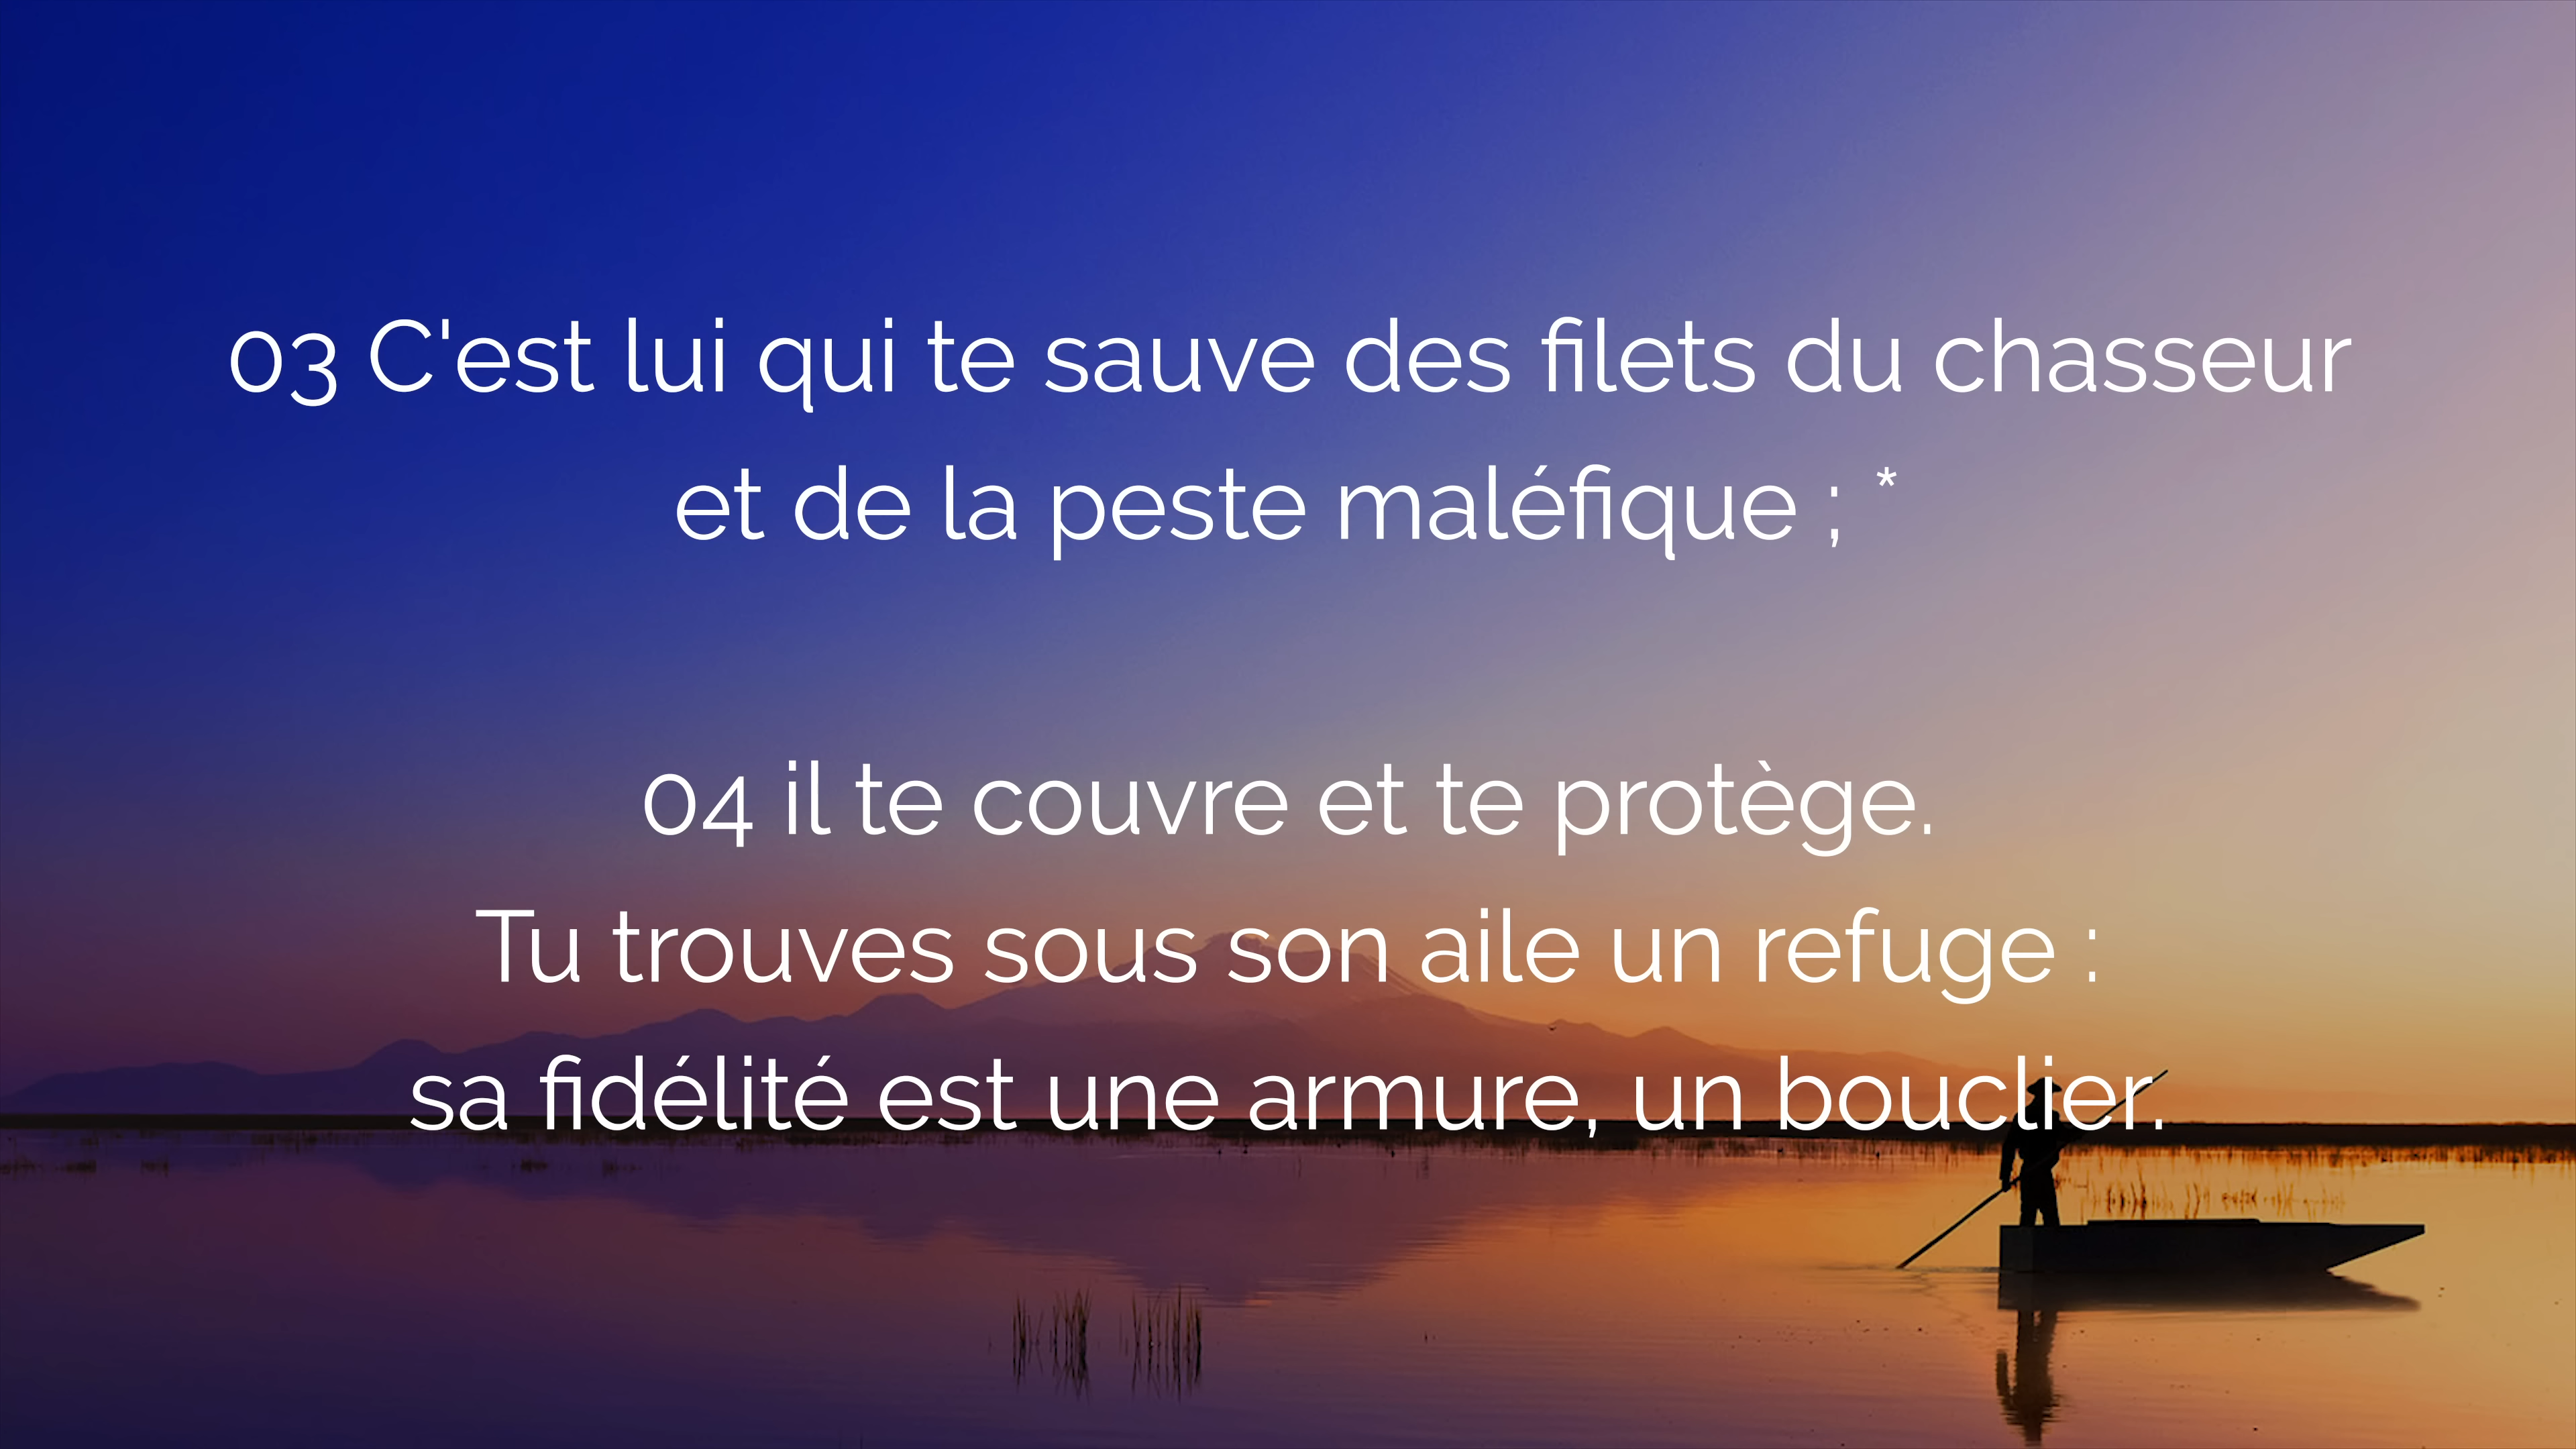 03 C'est lui qui te sauve des filets du chasseur
et de la peste maléfique ; *
04 il te couvre et te protège.
Tu trouves sous son aile un refuge :
sa fidélité est une armure, un bouclier.